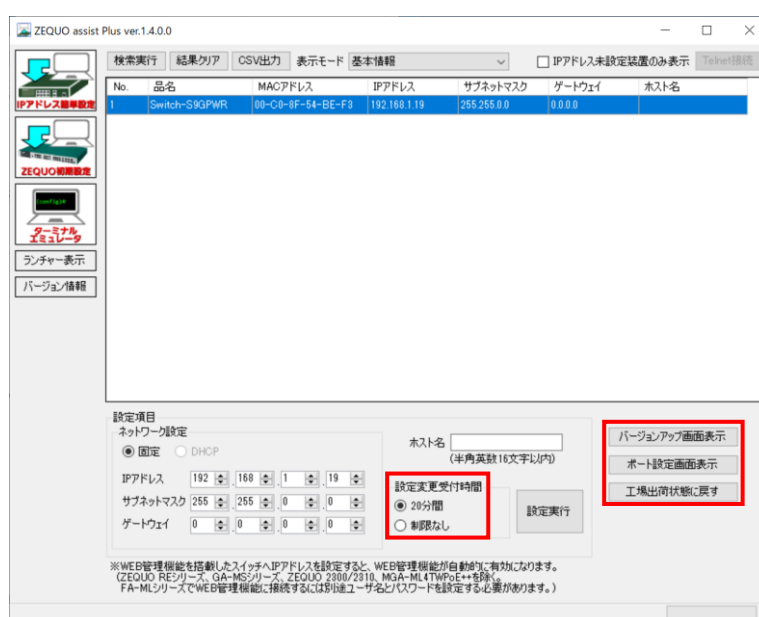 ZEQUO assist Plus ver.1.4.0.0
検索実行 結果クリア CSV出力 表示モード 基本情報 IPアドレス未設定装置のみ表示 Telnet接続
No. 品名 MACアドレス IPアドレス サブネットマスク ゲートウェイ ホスト名
1 Switch-S9GPWR 00-C0-8F-54-BE-F3 192.168.1.19 255.255.0.0 0.0.0.0
IPアドレス簡単設定
ZEQUO初期設定
(config)#
ターミナル
エミュレータ
ランチャー表示
バージョン情報
設定項目
ネットワーク設定
固定 DHCP
IPアドレス 192 . 168 . 1 . 19
サブネットマスク 255 . 255 . 0 . 0
ゲートウェイ 0 . 0 . 0 . 0
ホスト名
(半角英数16文字以内)
設定変更受付時間
20分間
制限なし
設定実行
バージョンアップ画面表示
ポート設定画面表示
工場出荷状態に戻す
※WEB管理機能を搭載したスイッチへIPアドレスを設定すると、WEB管理機能が自動的に有効になります。
(ZEQUO REシリーズ、GA-MSシリーズ、ZEQUO 2300/2310、MGA-ML4TWPoE++を除く。
FA-MLシリーズでWEB管理機能に接続するには別途ユーザ名とパスワードを設定する必要があります。)